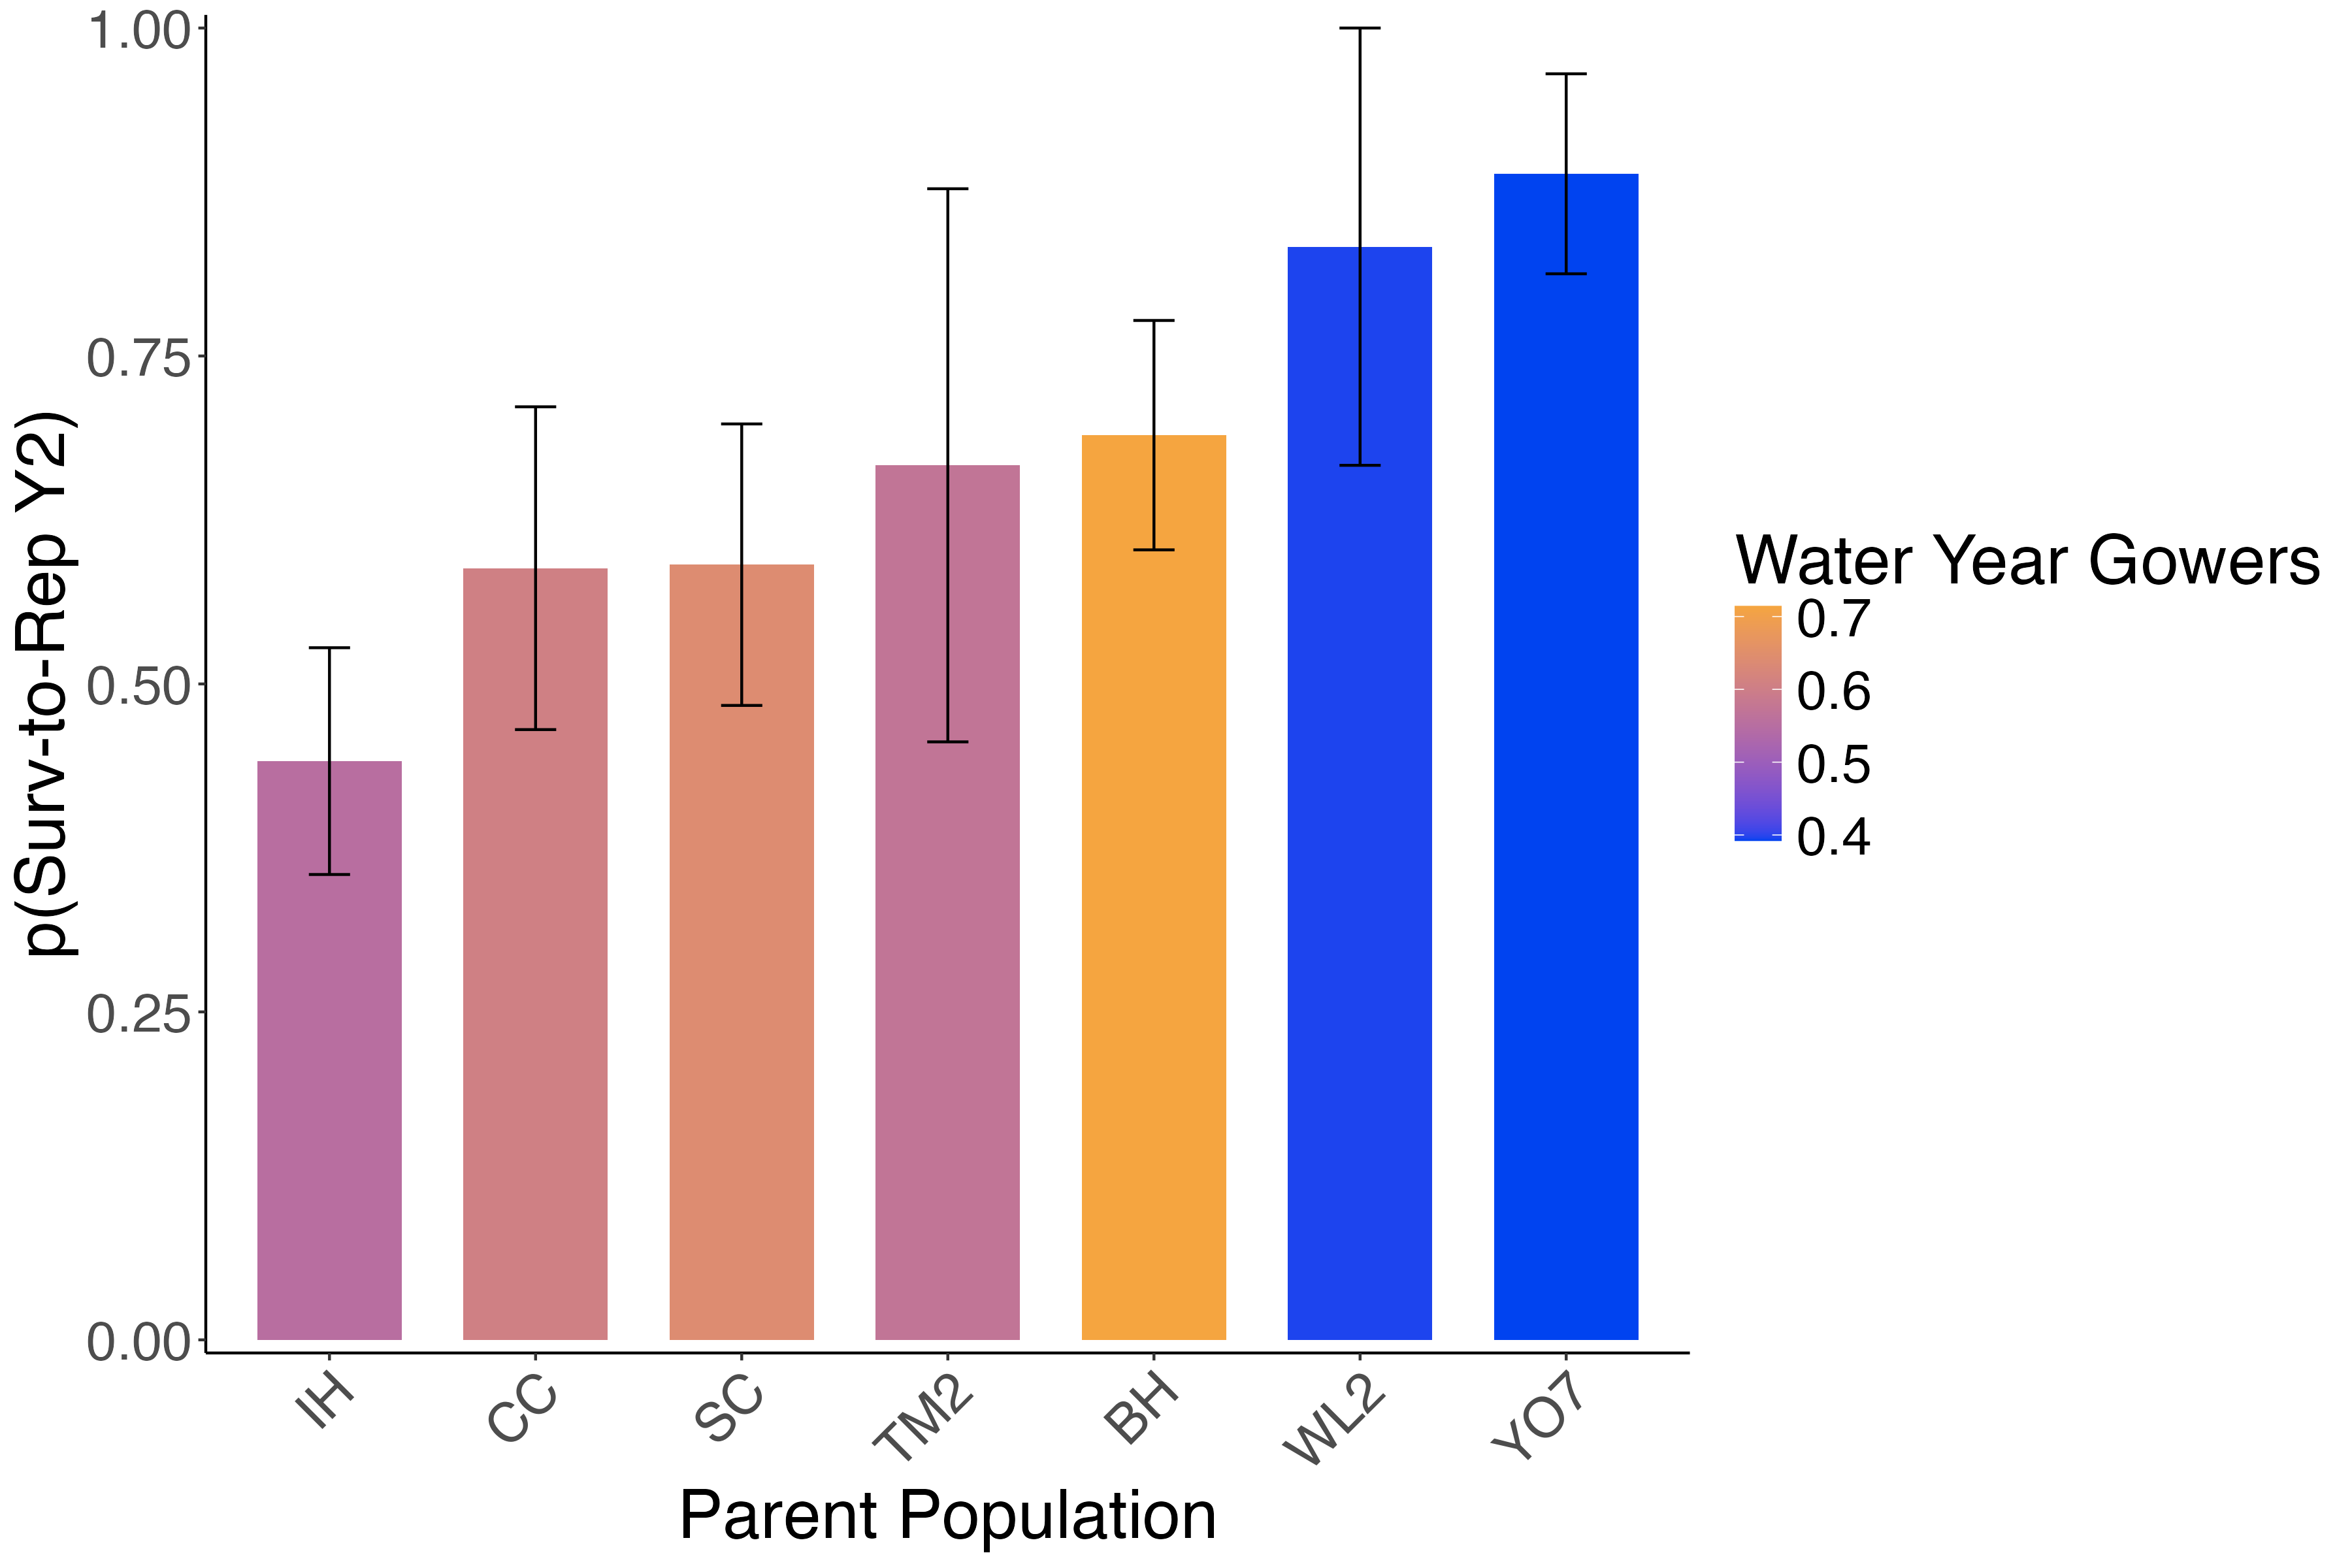 1.00
0.75
0.50
0.25
0.00
p(Surv-to-Rep Y2)
IH
CC
SC
TM2
BH
WL2
YO7
Parent Population
Water Year Gowers
0.7
0.6
0.5
0.4